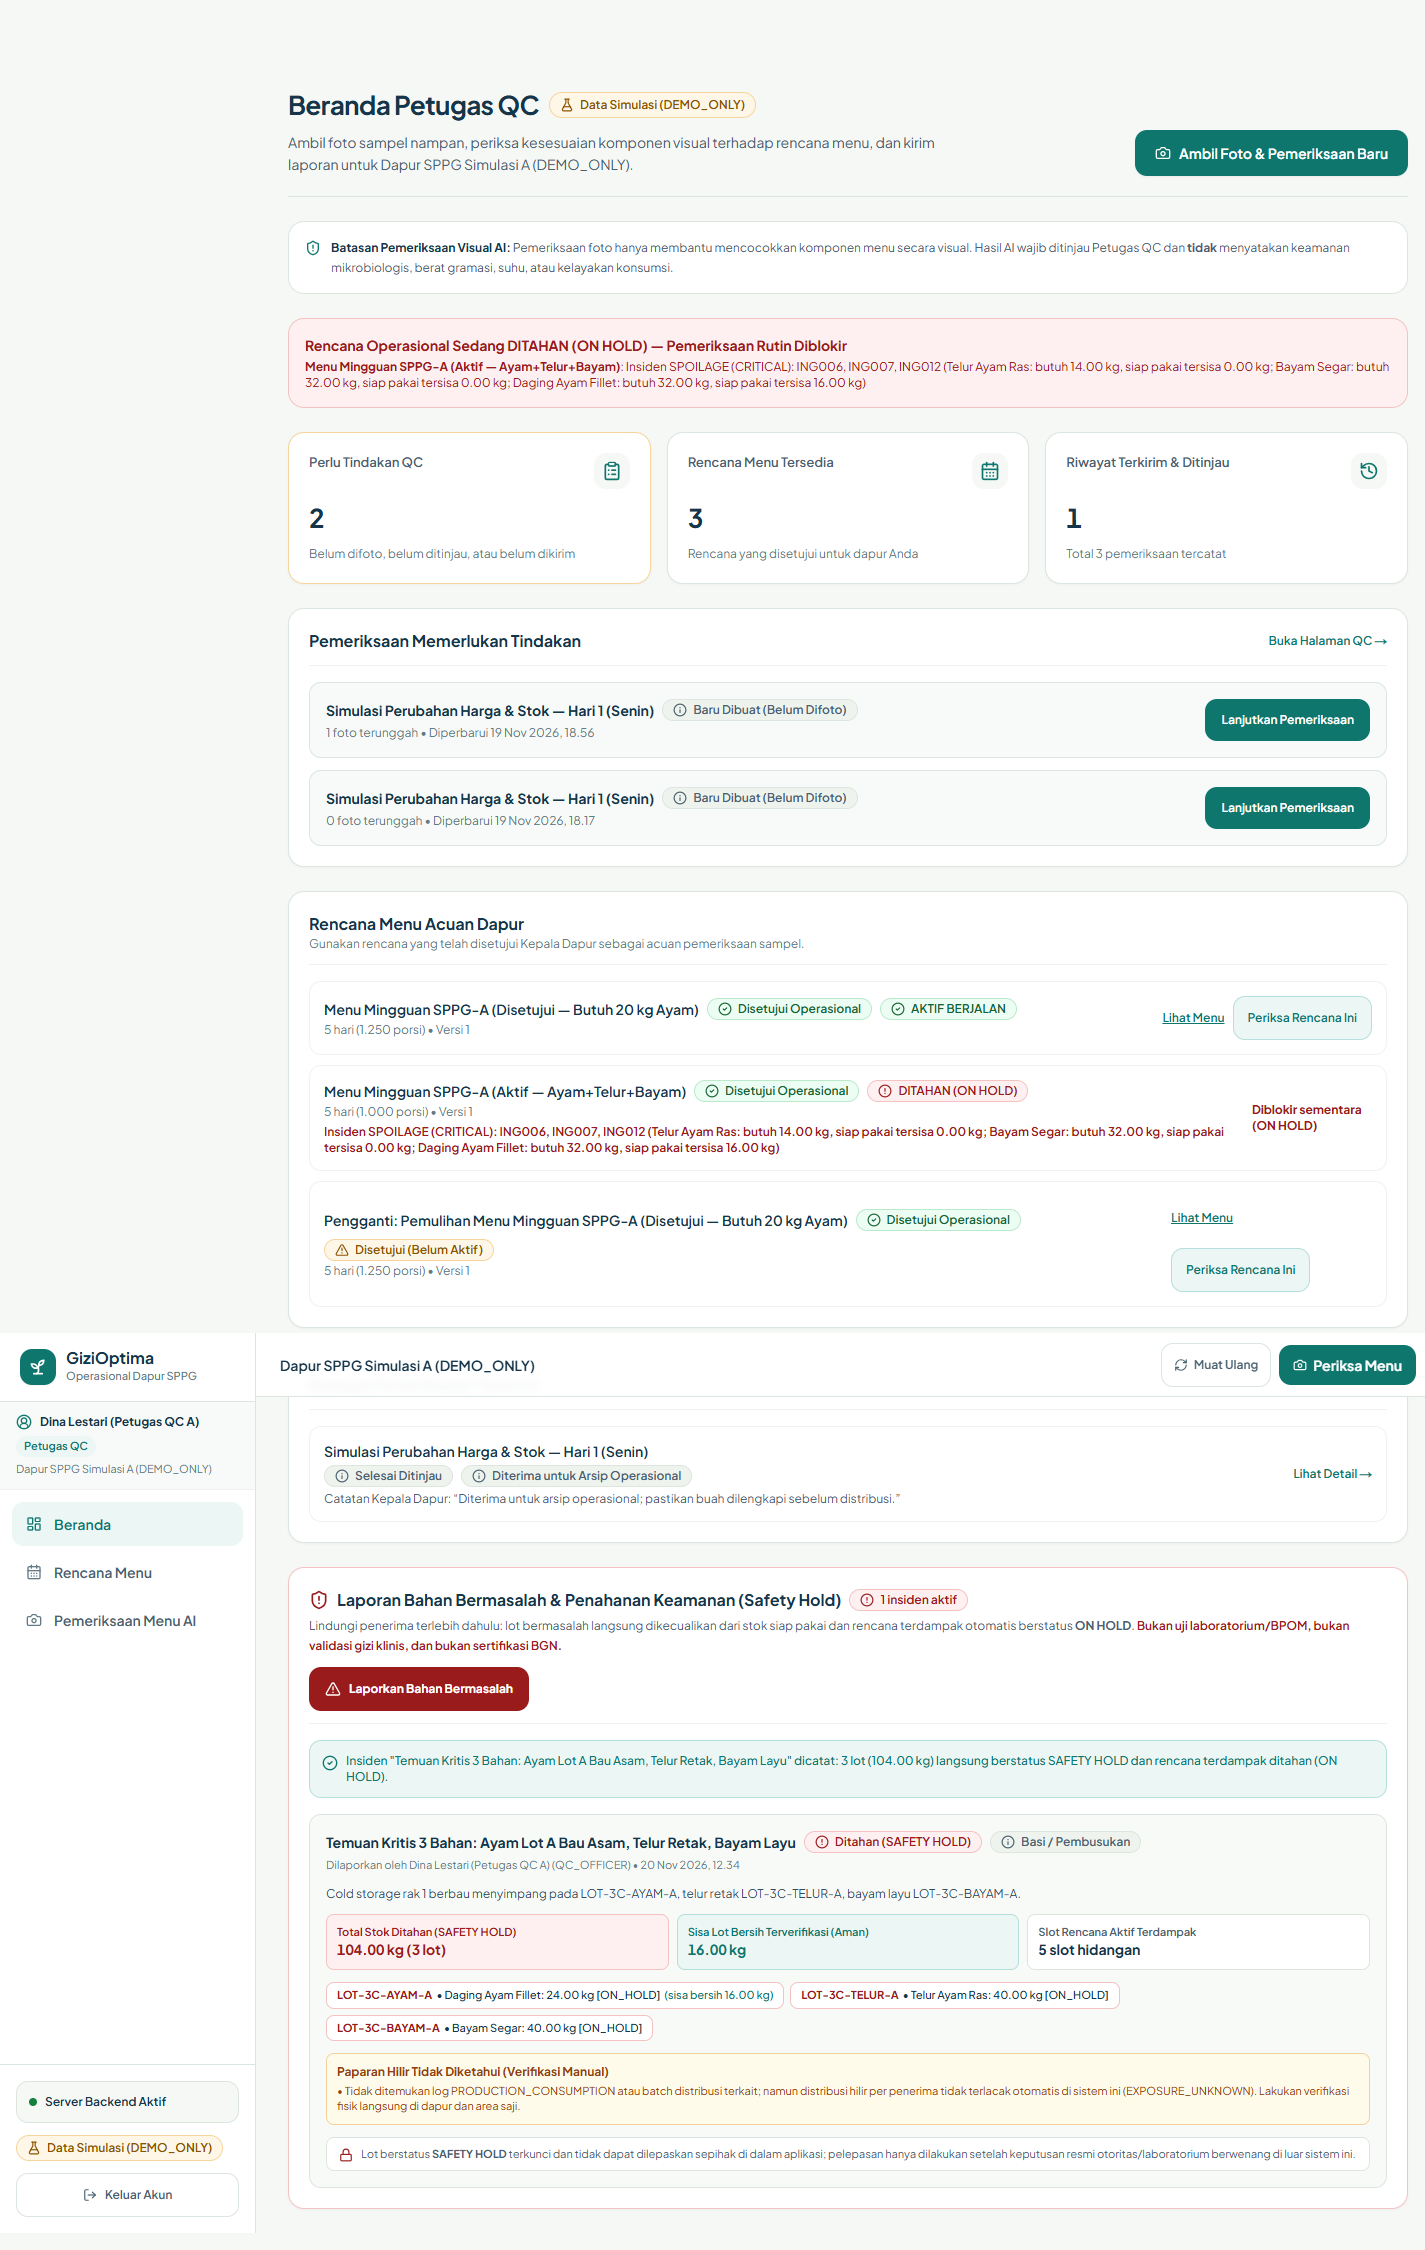 Beranda Petugas QC
Data Simulasi (DEMO_ONLY)
Ambil foto sampel nampan, periksa kesesuaian komponen visual terhadap rencana menu, dan kirim
laporan untuk Dapur SPPG Simulasi A (DEMO_ONLY).
Ambil Foto & Pemeriksaan Baru
Batasan Pemeriksaan Visual AI: Pemeriksaan foto hanya membantu mencocokkan komponen menu secara visual. Hasil AI wajib ditinjau Petugas QC dan tidak menyatakan keamanan
mikrobiologis, berat gramasi, suhu, atau kelayakan konsumsi.
Rencana Operasional Sedang DITAHAN (ON HOLD) — Pemeriksaan Rutin Diblokir
Menu Mingguan SPPG-A (Aktif — Ayam+Telur+Bayam): Insiden SPOILAGE (CRITICAL): ING006, ING007, ING012 (Telur Ayam Ras: butuh 14.00 kg, siap pakai tersisa 0.00 kg; Bayam Segar: butuh
32.00 kg, siap pakai tersisa 0.00 kg; Daging Ayam Fillet: butuh 32.00 kg, siap pakai tersisa 16.00 kg)
Perlu Tindakan QC
2
Belum difoto, belum ditinjau, atau belum dikirim
Rencana Menu Tersedia
3
Rencana yang disetujui untuk dapur Anda
Riwayat Terkirim & Ditinjau
1
Total 3 pemeriksaan tercatat
Pemeriksaan Memerlukan Tindakan
Buka Halaman QC →
Simulasi Perubahan Harga & Stok — Hari 1 (Senin)
Baru Dibuat (Belum Difoto)
1 foto terunggah • Diperbarui 19 Nov 2026, 18.56
Lanjutkan Pemeriksaan
Simulasi Perubahan Harga & Stok — Hari 1 (Senin)
Baru Dibuat (Belum Difoto)
0 foto terunggah • Diperbarui 19 Nov 2026, 18.17
Lanjutkan Pemeriksaan
Rencana Menu Acuan Dapur
Gunakan rencana yang telah disetujui Kepala Dapur sebagai acuan pemeriksaan sampel.
Menu Mingguan SPPG-A (Disetujui — Butuh 20 kg Ayam)
Disetujui Operasional
AKTIF BERJALAN
5 hari (1.250 porsi) • Versi 1
Lihat Menu
Periksa Rencana Ini
Menu Mingguan SPPG-A (Aktif — Ayam+Telur+Bayam)
Disetujui Operasional
DITAHAN (ON HOLD)
5 hari (1.000 porsi) • Versi 1
Insiden SPOILAGE (CRITICAL): ING006, ING007, ING012 (Telur Ayam Ras: butuh 14.00 kg, siap pakai tersisa 0.00 kg; Bayam Segar: butuh 32.00 kg, siap pakai
tersisa 0.00 kg; Daging Ayam Fillet: butuh 32.00 kg, siap pakai tersisa 16.00 kg)
Diblokir sementara
(ON HOLD)
Pengganti: Pemulihan Menu Mingguan SPPG-A (Disetujui — Butuh 20 kg Ayam)
Disetujui Operasional
Disetujui (Belum Aktif)
5 hari (1.250 porsi) • Versi 1
Lihat Menu
Periksa Rencana Ini
GiziOptima
Operasional Dapur SPPG
Dapur SPPG Simulasi A (DEMO_ONLY)
Muat Ulang
Periksa Menu
Dina Lestari (Petugas QC A)
Petugas QC
Dapur SPPG Simulasi A (DEMO_ONLY)
Beranda
Rencana Menu
Pemeriksaan Menu AI
Server Backend Aktif
Data Simulasi (DEMO_ONLY)
Keluar Akun
Simulasi Perubahan Harga & Stok — Hari 1 (Senin)
Selesai Ditinjau
Diterima untuk Arsip Operasional
Catatan Kepala Dapur: "Diterima untuk arsip operasional; pastikan buah dilengkapi sebelum distribusi."
Lihat Detail →
Laporan Bahan Bermasalah & Penahanan Keamanan (Safety Hold)
1 insiden aktif
Lindungi penerima terlebih dahulu: lot bermasalah langsung dikecualikan dari stok siap pakai dan rencana terdampak otomatis berstatus ON HOLD. Bukan uji laboratorium/BPOM, bukan
validasi gizi klinis, dan bukan sertifikasi BGN.
Laporkan Bahan Bermasalah
Insiden "Temuan Kritis 3 Bahan: Ayam Lot A Bau Asam, Telur Retak, Bayam Layu" dicatat: 3 lot (104.00 kg) langsung berstatus SAFETY HOLD dan rencana terdampak ditahan (ON
HOLD).
Temuan Kritis 3 Bahan: Ayam Lot A Bau Asam, Telur Retak, Bayam Layu
Ditahan (SAFETY HOLD)
Basi / Pembusukan
Dilaporkan oleh Dina Lestari (Petugas QC A) (QC_OFFICER) • 20 Nov 2026, 12.34
Cold storage rak 1 berbau menyimpang pada LOT-3C-AYAM-A, telur retak LOT-3C-TELUR-A, bayam layu LOT-3C-BAYAM-A.
Total Stok Ditahan (SAFETY HOLD)
104.00 kg (3 lot)
Sisa Lot Bersih Terverifikasi (Aman)
16.00 kg
Slot Rencana Aktif Terdampak
5 slot hidangan
LOT-3C-AYAM-A • Daging Ayam Fillet: 24.00 kg [ON_HOLD] (sisa bersih 16.00 kg)
LOT-3C-TELUR-A • Telur Ayam Ras: 40.00 kg [ON_HOLD]
LOT-3C-BAYAM-A • Bayam Segar: 40.00 kg [ON_HOLD]
Paparan Hilir Tidak Diketahui (Verifikasi Manual)
• Tidak ditemukan log PRODUCTION_CONSUMPTION atau batch distribusi terkait; namun distribusi hilir per penerima tidak terlacak otomatis di sistem ini (EXPOSURE_UNKNOWN). Lakukan verifikasi
fisik langsung di dapur dan area saji.
Lot berstatus SAFETY HOLD terkunci dan tidak dapat dilepaskan sepihak di dalam aplikasi; pelepasan hanya dilakukan setelah keputusan resmi otoritas/laboratorium berwenang di luar sistem ini.